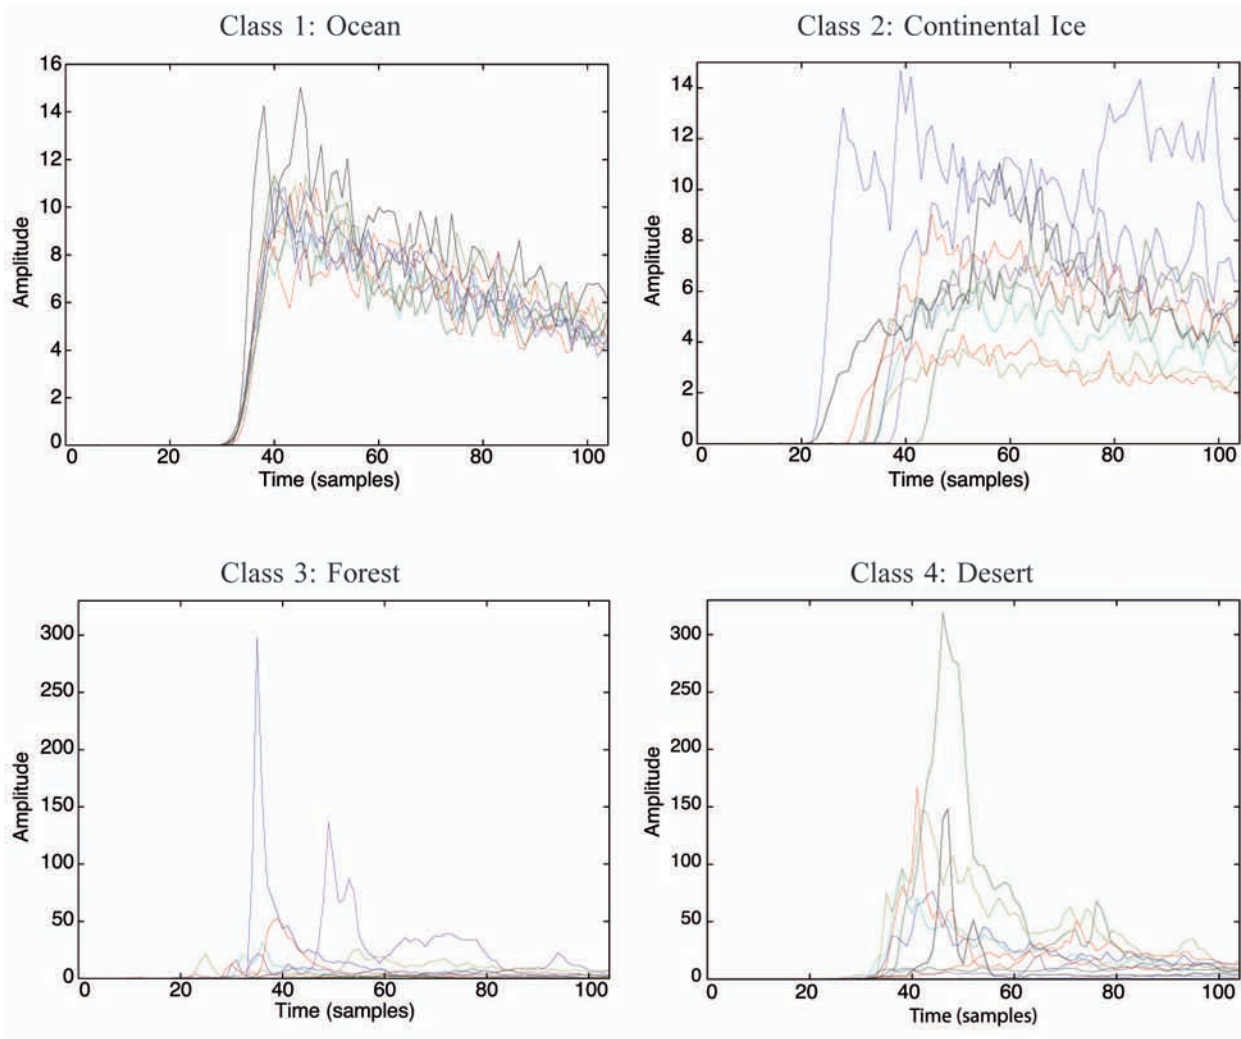 Class 1: Ocean
16
14
12
10
8
6
4
2
0
Amplitude
0 20 40 60 80 100
Time (samples)
Class 2: Continental Ice
14
12
10
8
6
4
2
0
Amplitude
0 20 40 60 80 100
Time (samples)
Class 3: Forest
300
250
200
150
100
50
0
Amplitude
0 20 40 60 80 100
Time (samples)
Class 4: Desert
300
250
200
150
100
50
0
Amplitude
0 20 40 60 80 100
Time (samples)